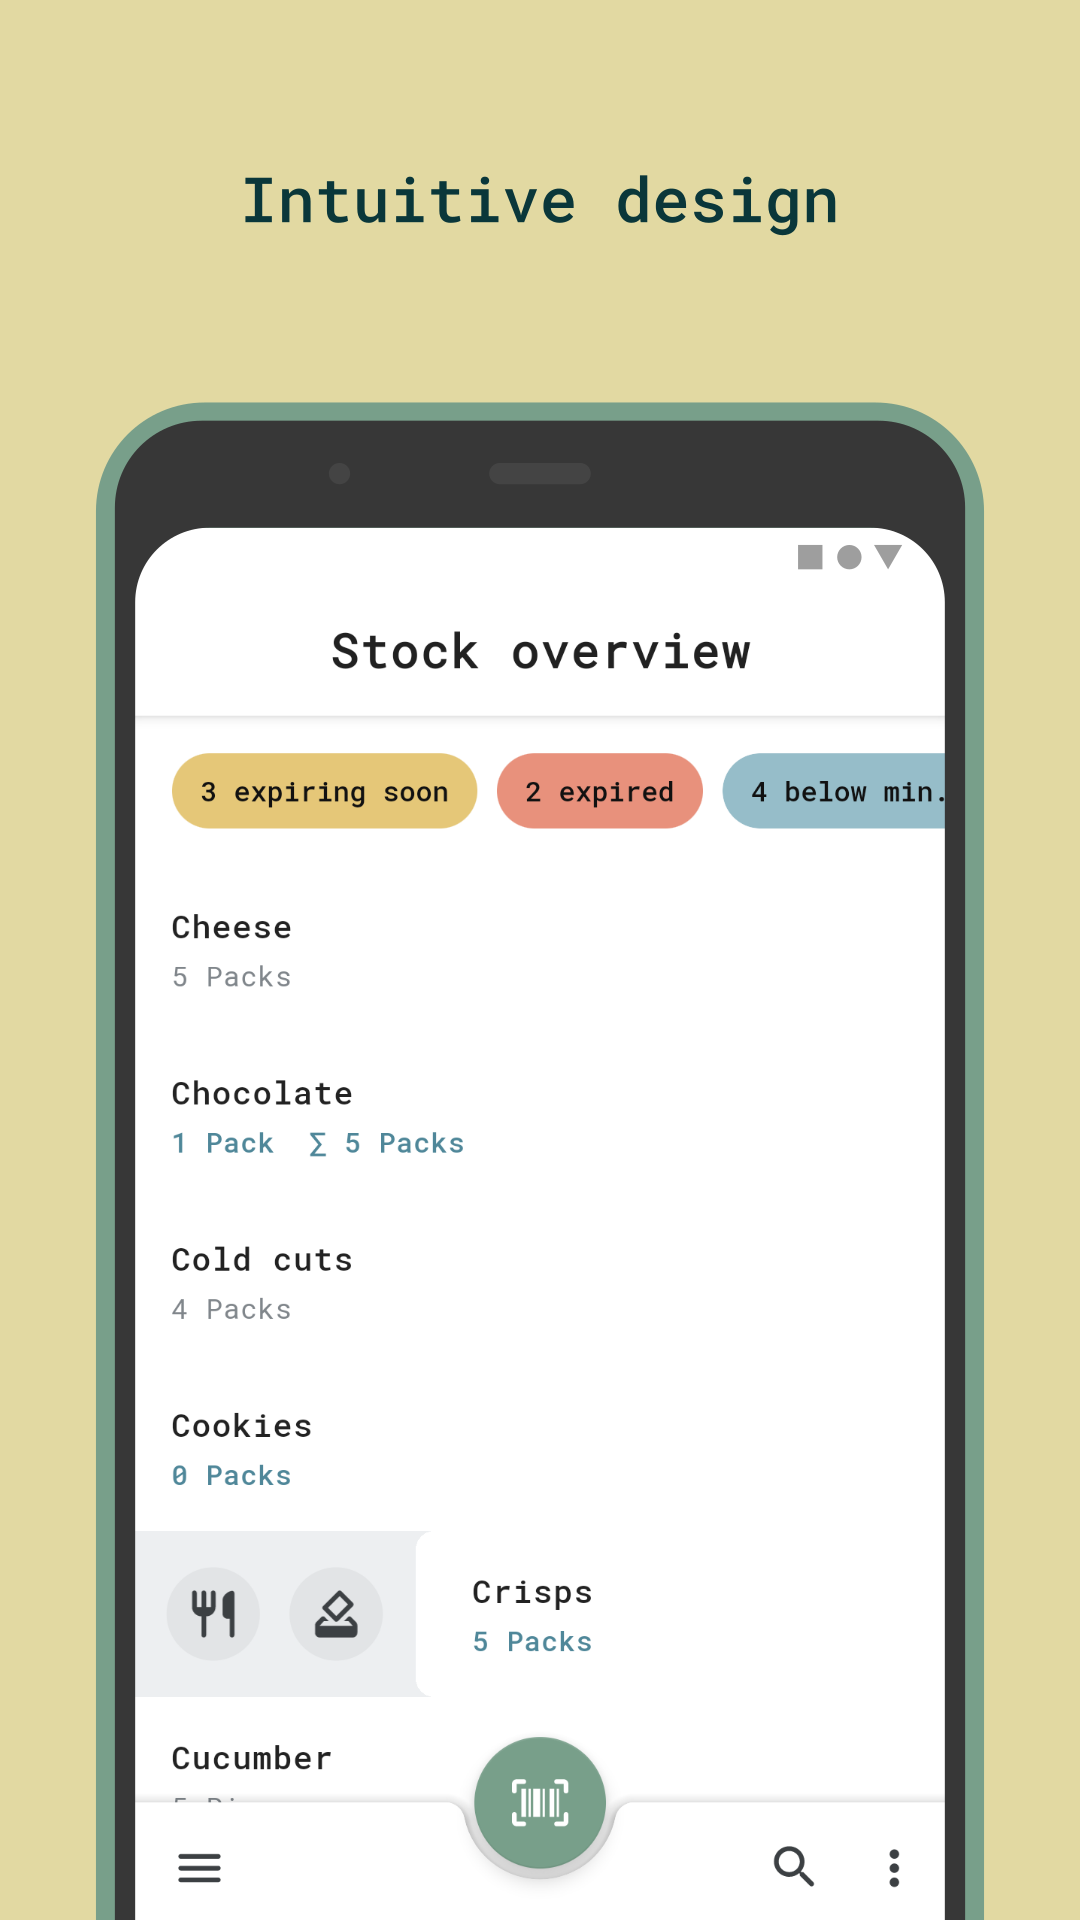 Intuitive design
Stock overview
3 expiring soon
2 expired
4 below min.
Cheese
5 Packs
Chocolate
1 Pack  ∑ 5 Packs
Cold cuts
4 Packs
Cookies
0 Packs
Crisps
5 Packs
Cucumber